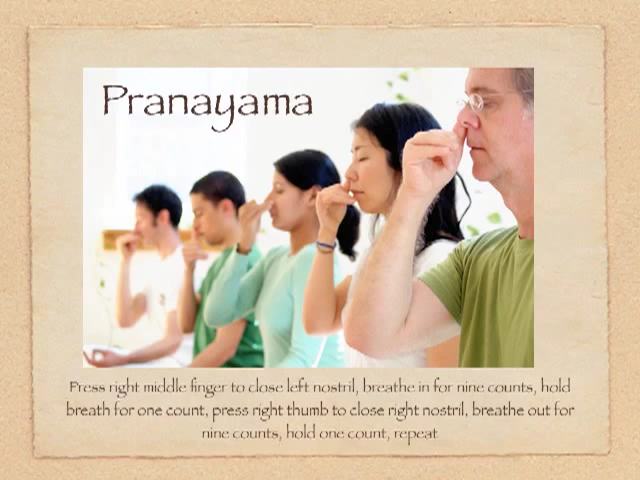 Pranayama
Press right middle finger to close left nostril, breathe in for nine counts, hold
breath for one count, press right thumb to close right nostril, breathe out for
nine counts, hold one count, repeat